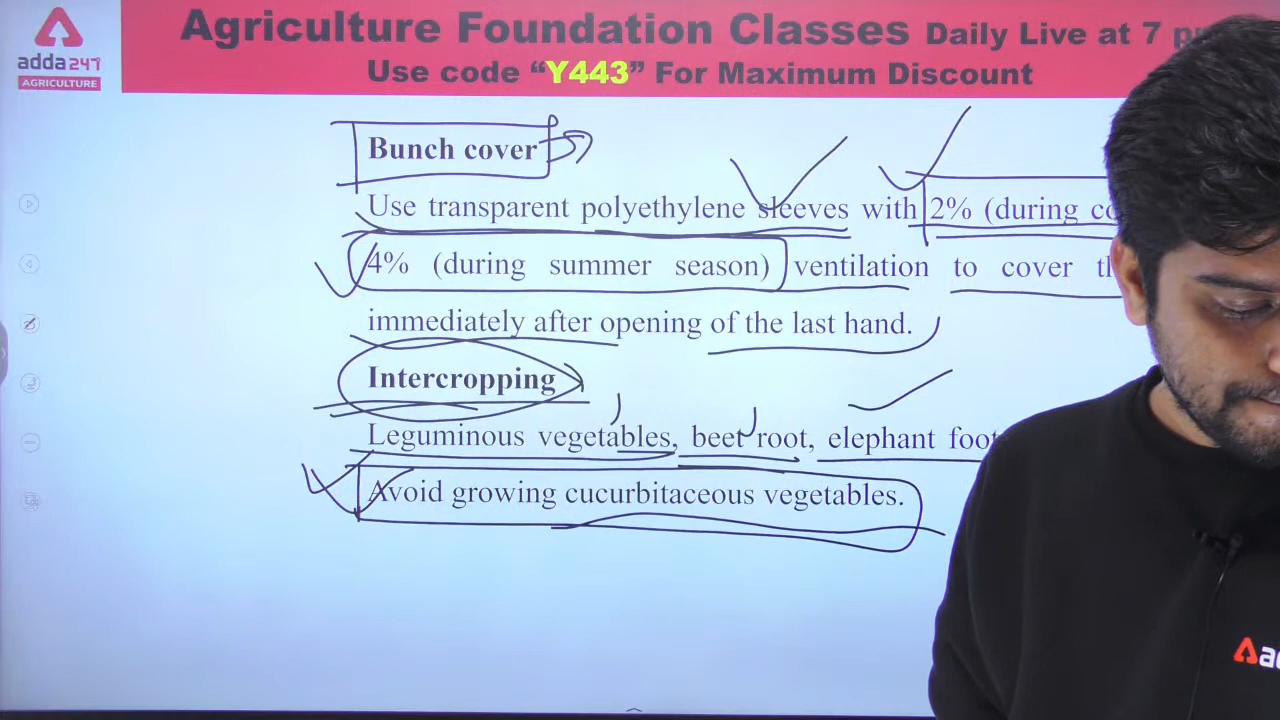 Agriculture Foundation Classes Daily Live at 7
adda247
AGRICULTURE
Use code “Y443” For Maximum Discount
Bunch cover
Use transparent polyethylene sleeves with 2% (during
4% (during summer season) ventilation to cover
immediately after opening of the last hand.
Intercropping
Leguminous vegetables, beet root, elephant
Avoid growing cucurbitaceous vegetables.